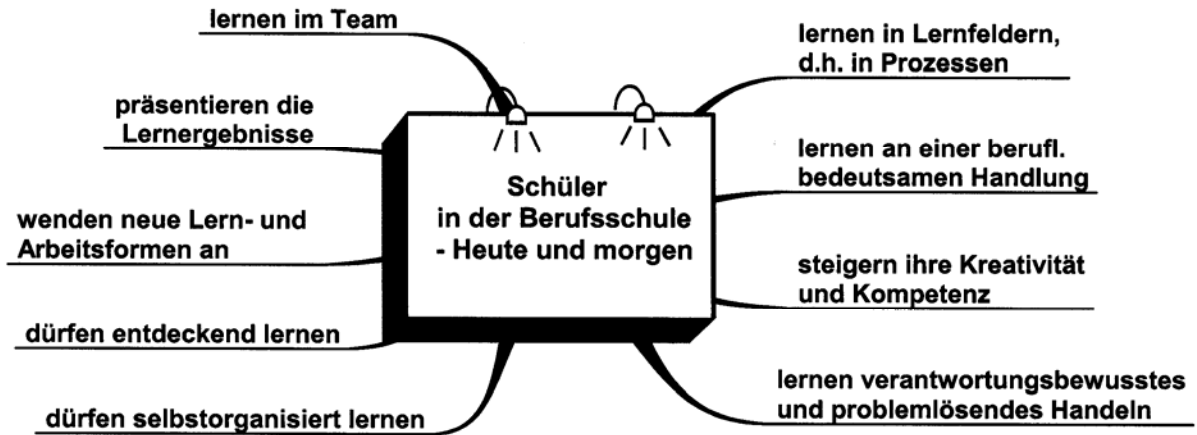 lernen im Team
präsentieren die
Lernergebnisse
wenden neue Lern- und
Arbeitsformen an
dürfen entdeckend lernen
dürfen selbstorganisiert lernen
Schüler
in der Berufsschule
- Heute und morgen
lernen in Lernfeldern,
d.h. in Prozessen
lernen an einer berufl.
bedeutsamen Handlung
steigern ihre Kreativität
und Kompetenz
lernen verantwortungsbewusstes
und problemlösendes Handeln